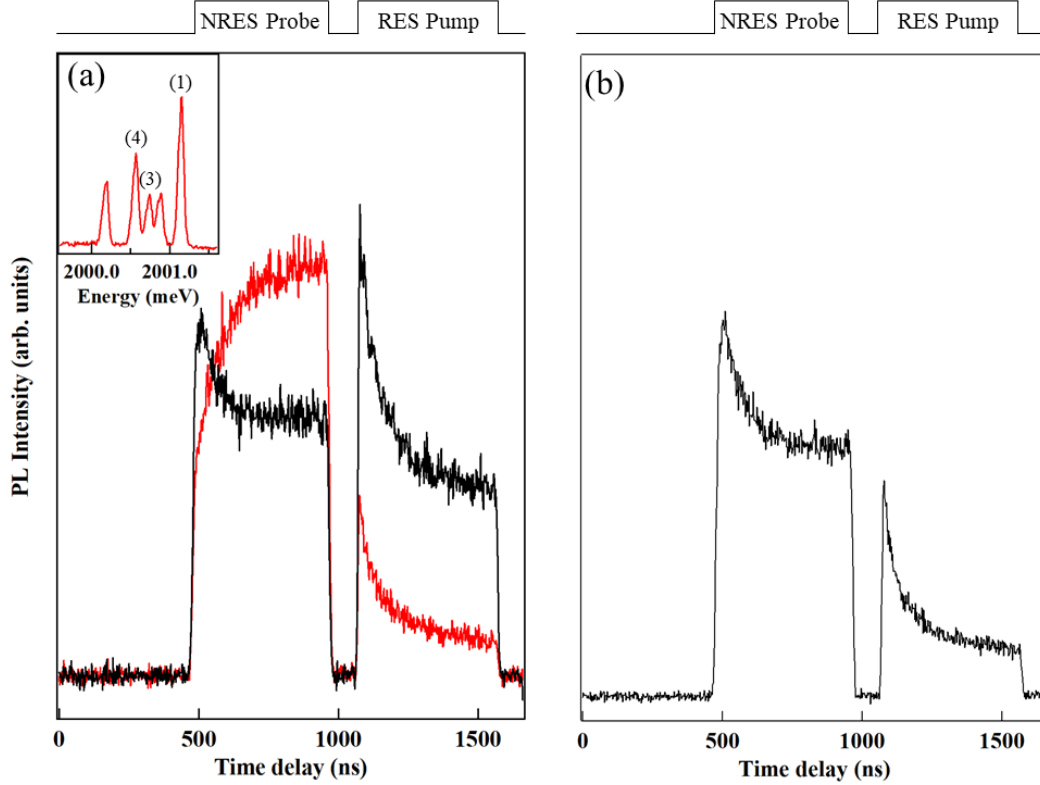 NRES Probe RES Pump
NRES Probe RES Pump
(a)
(1)
(4)
(3)
2000.0 2001.0
Energy (meV)
PL Intensity (arb. units)
0 500 1000 1500
Time delay (ns)
(b)
0 500 1000 1500
Time delay (ns)